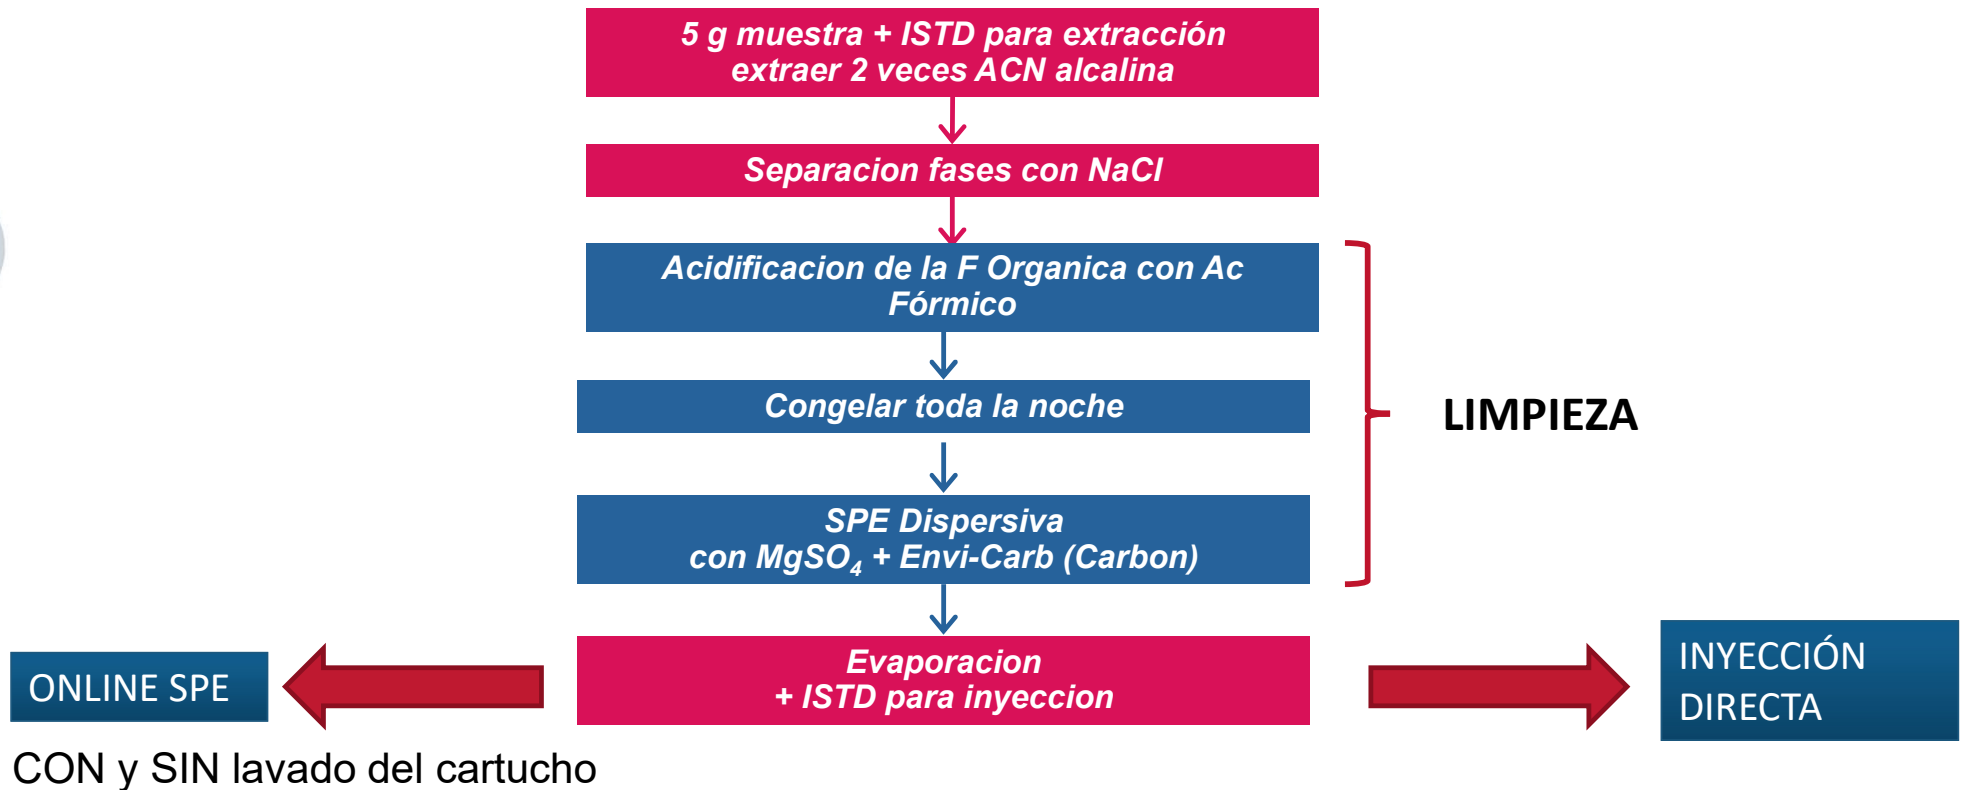 5 g muestra + ISTD para extracción
extraer 2 veces ACN alcalina
Separacion fases con NaCl
Acidificacion de la F Organica con Ac
Fórmico
Congelar toda la noche
LIMPIEZA
SPE Dispersiva
con MgSO₄ + Envi-Carb (Carbon)
Evaporacion
+ ISTD para inyeccion
ONLINE SPE
INYECCIÓN
DIRECTA
CON y SIN lavado del cartucho